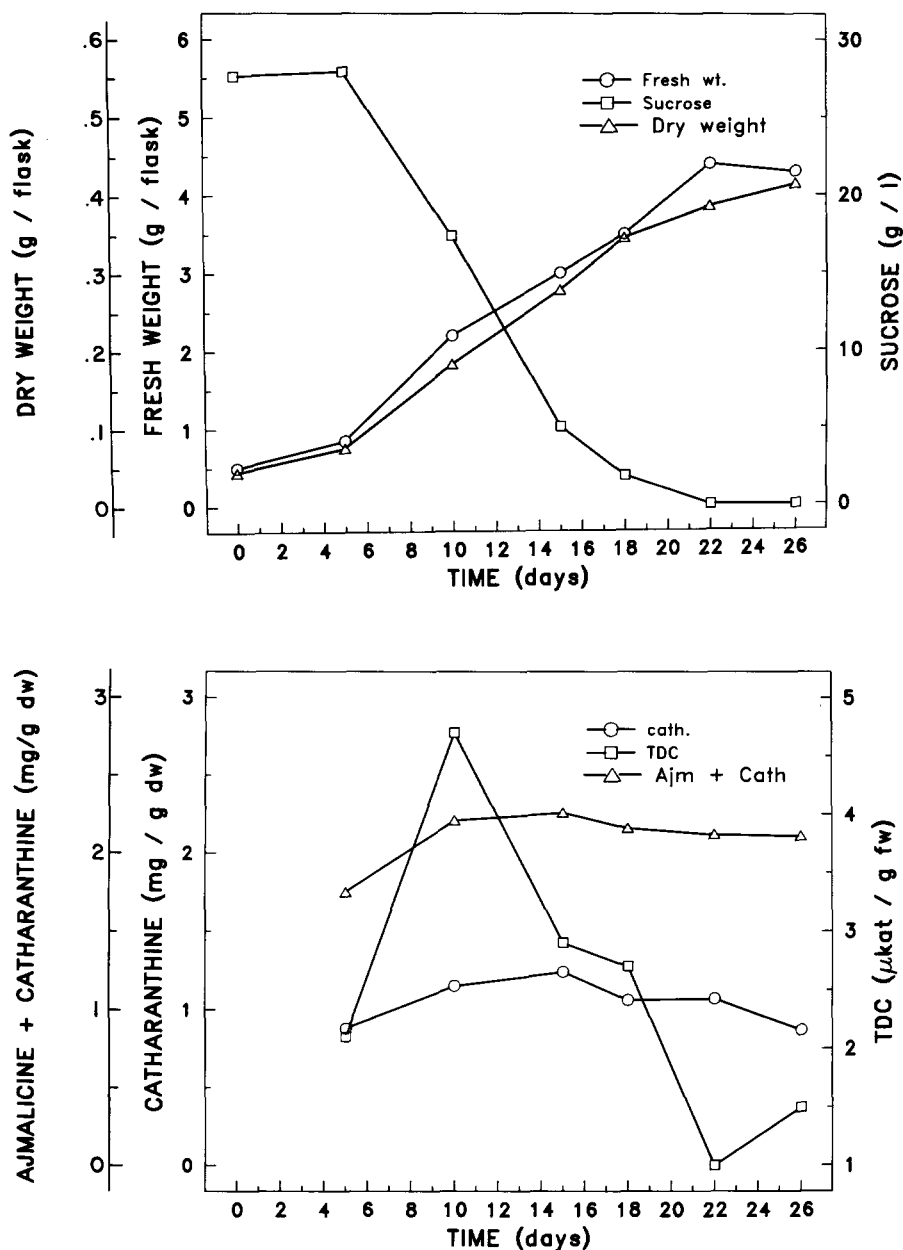 DRY WEIGHT (g / flask)
.6
.5
.4
.3
.2
.1
0
FRESH WEIGHT (g / flask)
6
5
4
3
2
1
0
Fresh wt.
Sucrose
Dry weight
30
20
10
0
SUCROSE (g / l)
0 2 4 6 8 10 12 14 16 18 20 22 24 26
TIME (days)
AJMALICINE + CATHARANTHINE (mg/g dw)
3
2
1
0
CATHARANTHINE (mg / g dw)
3
2
1
0
cath.
TDC
Ajm + Cath
5
4
3
2
1
TDC (μkat / g fw)
0 2 4 6 8 10 12 14 16 18 20 22 24 26
TIME (days)